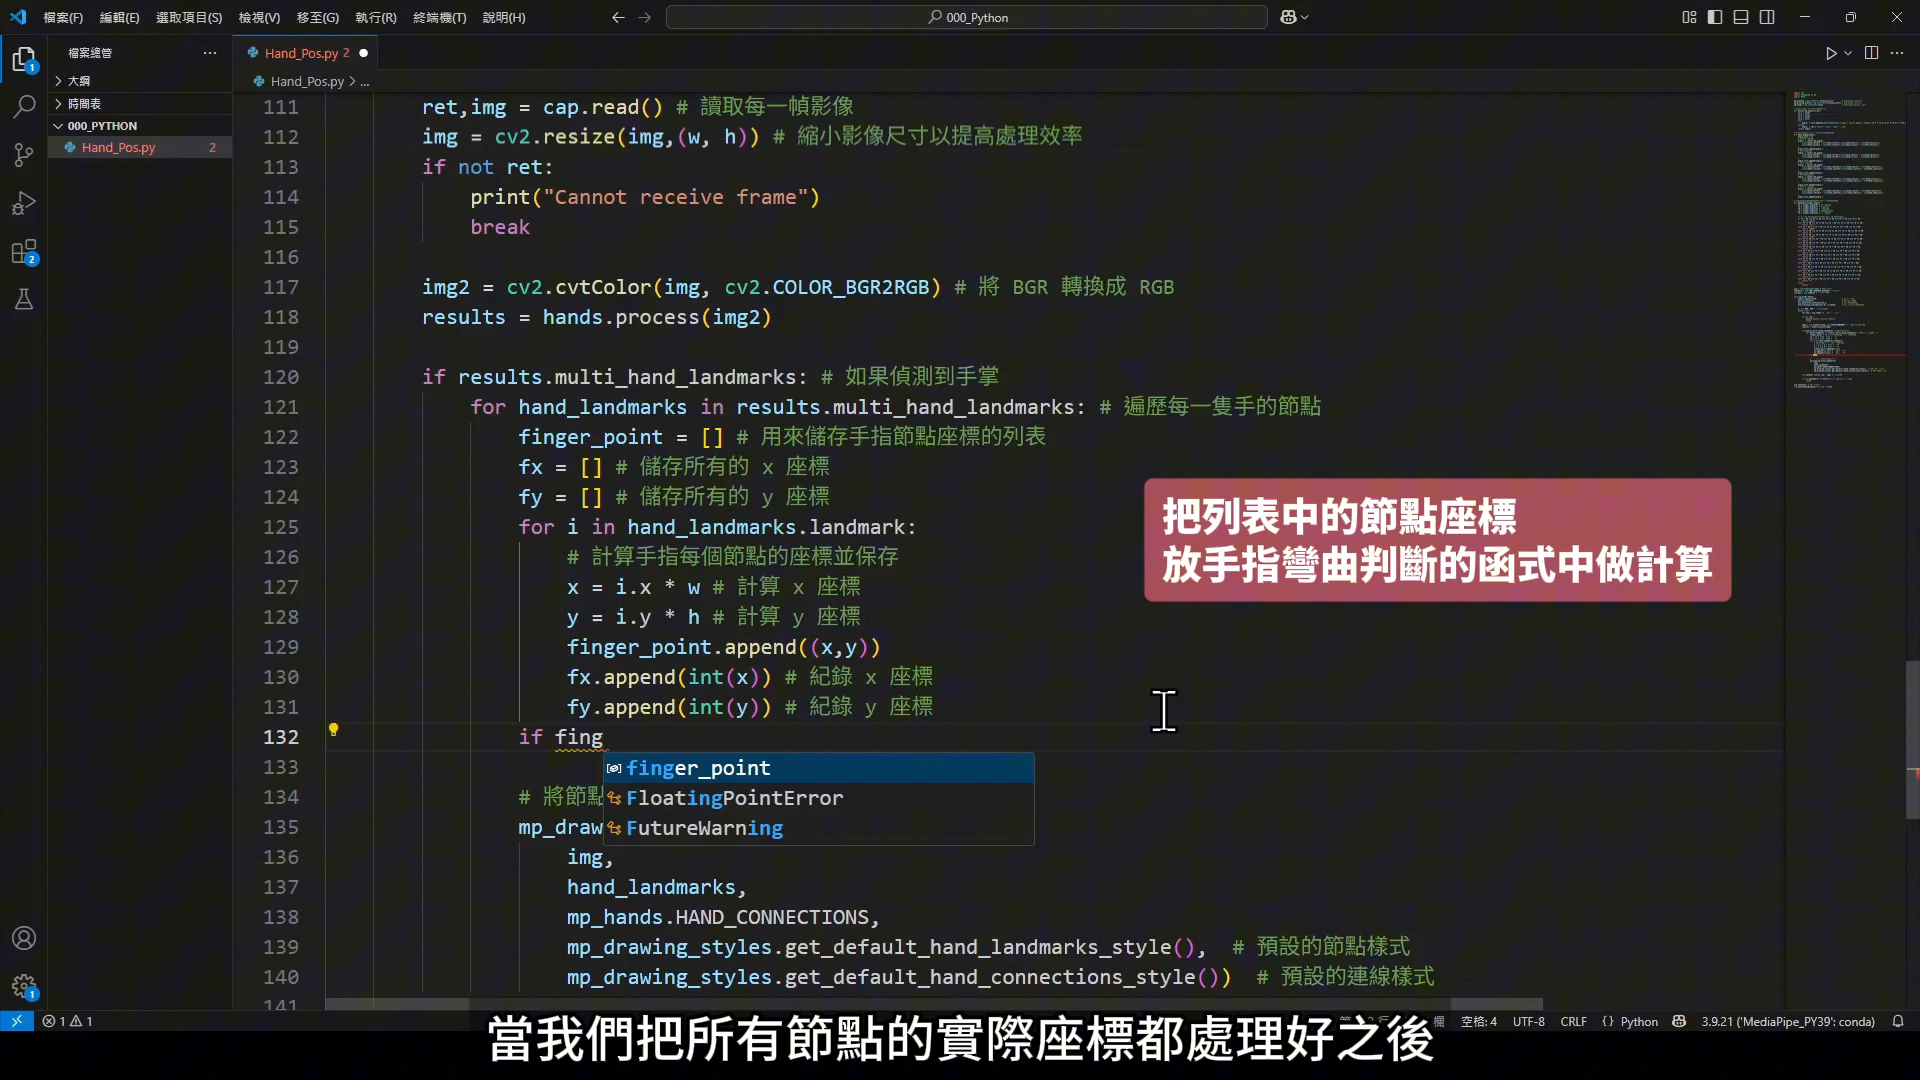 檔案(F) 編輯(E) 選取項目(S) 檢視(V) 移至(G) 執行(R) 終端機(T) 說明(H)
000_Python
檔案總管
大綱
時間表
000_PYTHON
Hand_Pos.py 2
Hand_Pos.py 2
Hand_Pos.py > ...
111 ret,img = cap.read() # 讀取每一幀影像
112 img = cv2.resize(img,(w, h)) # 縮小影像尺寸以提高處理效率
113 if not ret:
114 print("Cannot receive frame")
115 break
116
117 img2 = cv2.cvtColor(img, cv2.COLOR_BGR2RGB) # 將 BGR 轉換成 RGB
118 results = hands.process(img2)
119
120 if results.multi_hand_landmarks: # 如果偵測到手掌
121 for hand_landmarks in results.multi_hand_landmarks: # 遍歷每一隻手的節點
122 finger_point = [] # 用來儲存手指節點座標的列表
123 fx = [] # 儲存所有的 x 座標
124 fy = [] # 儲存所有的 y 座標
125 for i in hand_landmarks.landmark:
126 # 計算手指每個節點的座標並保存
127 x = i.x * w # 計算 x 座標
128 y = i.y * h # 計算 y 座標
129 finger_point.append((x,y))
130 fx.append(int(x)) # 紀錄 x 座標
131 fy.append(int(y)) # 紀錄 y 座標
132 if fing
133
134 # 將節點
135 mp_draw
136 img,
137 hand_landmarks,
138 mp_hands.HAND_CONNECTIONS,
139 mp_drawing_styles.get_default_hand_landmarks_style(), # 預設的節點樣式
140 mp_drawing_styles.get_default_hand_connections_style()) # 預設的連線樣式
141
finger_point
FloatingPointError
FutureWarning
把列表中的節點座標
放手指彎曲判斷的函式中做計算
1 1
空格: 4 UTF-8 CRLF {} Python 3.9.21 ('MediaPipe_PY39': conda)
當我們把所有節點的實際座標都處理好之後